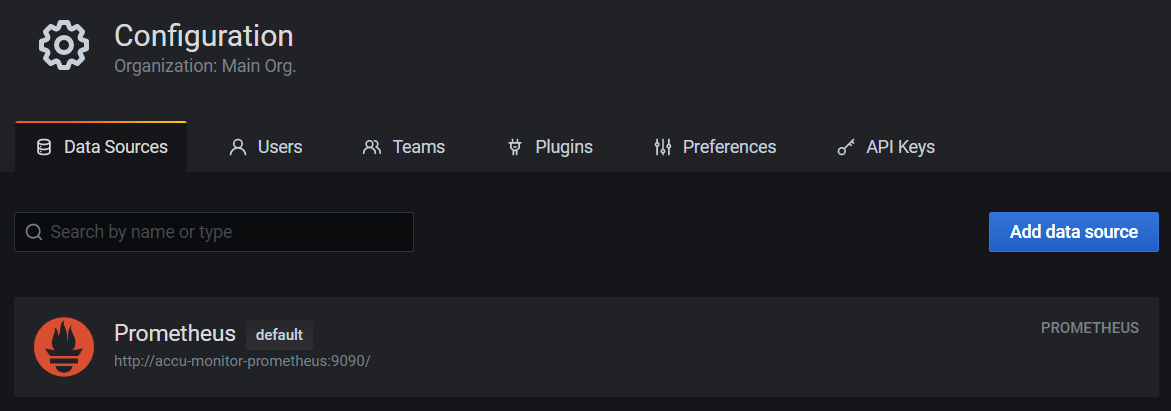 Configuration
Organization: Main Org.
Data Sources
Users
Teams
Plugins
Preferences
API Keys
Search by name or type
Add data source
Prometheus
default
PROMETHEUS
http://accu-monitor-prometheus:9090/